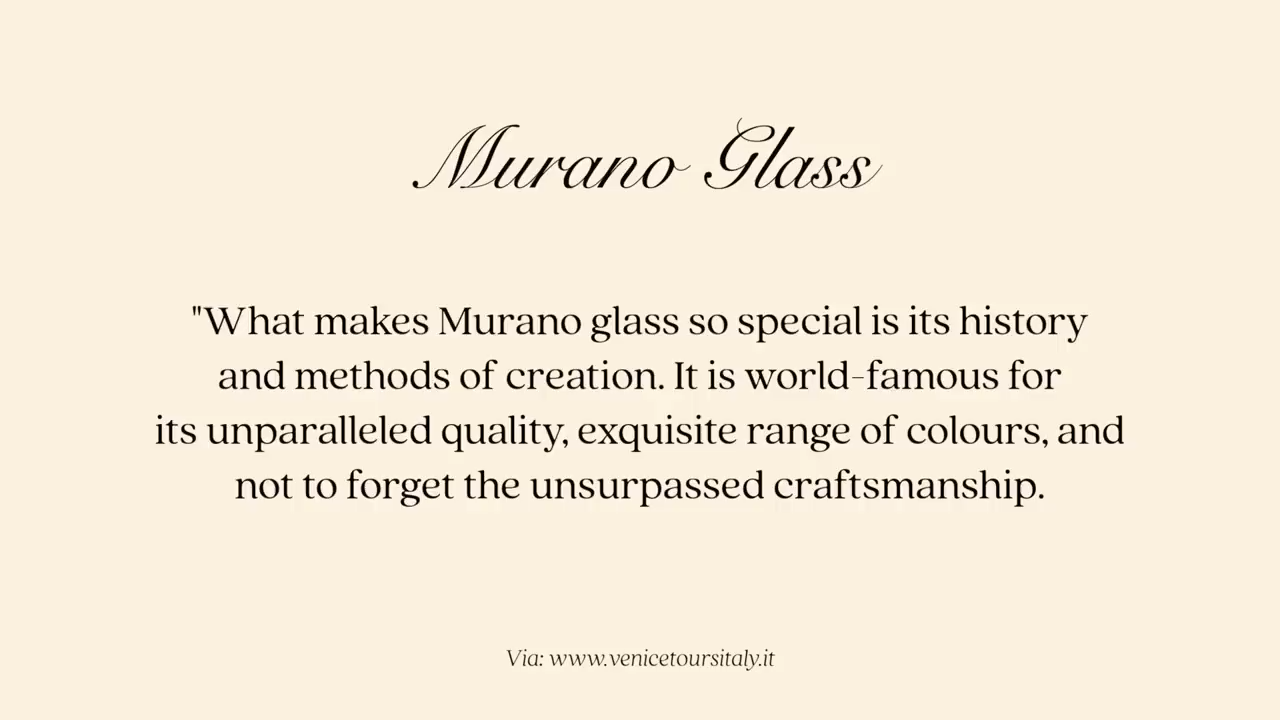 Murano Glass
"What makes Murano glass so special is its history
and methods of creation. It is world-famous for
its unparalleled quality, exquisite range of colours, and
not to forget the unsurpassed craftsmanship.
Via: www.venicetoursitaly.it